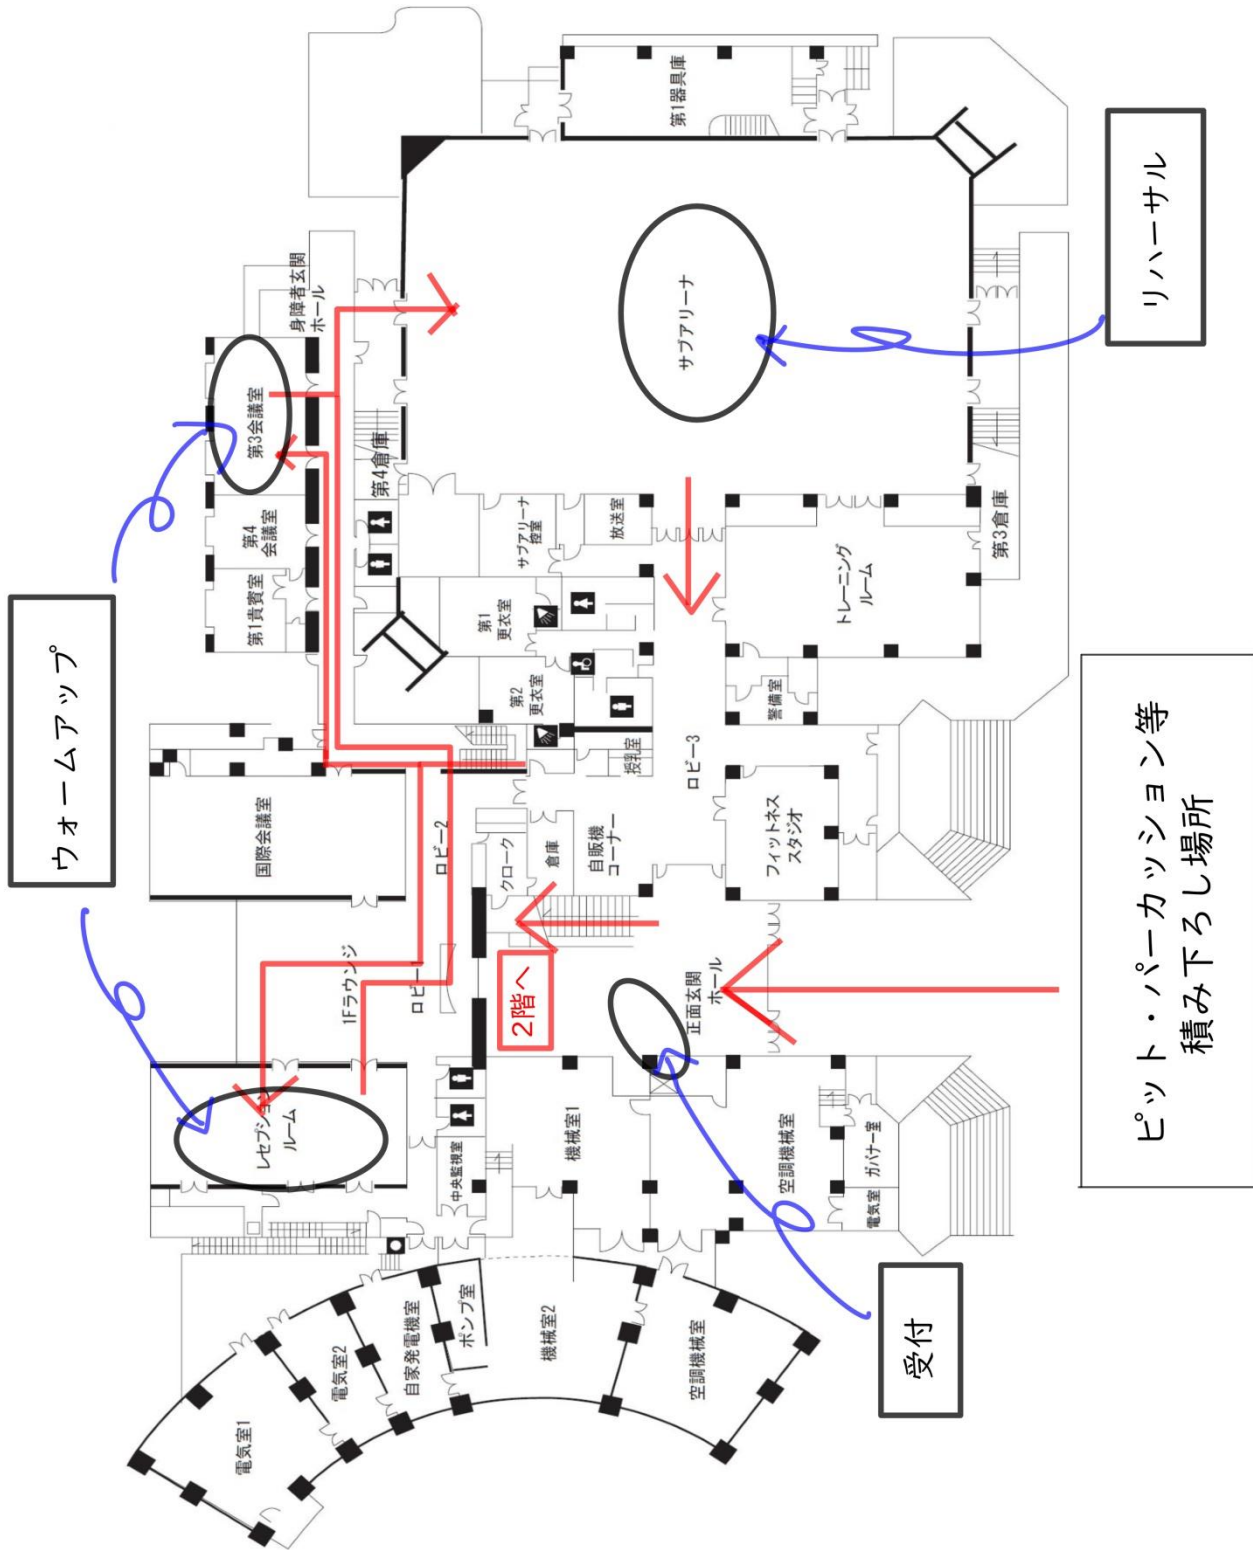 ウォームアップ
リハーサル
ピット・パーカッション等
積み下ろし場所
受付
2階へ
第1器具庫
身障者玄関
ホール
第3会議室
第4
会議室
第1貴賓室
第4倉庫
サブアリーナ
サブアリーナ
控室
放送室
第1
更衣室
第2
更衣室
授乳室
トレーニング
ルーム
第3倉庫
警備室
ロビー3
フィットネス
スタジオ
自販機
コーナー
倉庫
クローク
国際会議室
ロビー2
1Fラウンジ
ロビー1
正面玄関
ホール
レセプション
ルーム
中央監視室
機械室1
空調機械室
ガバナー室
電気室
電気室1
電気室2
自家発電機室
ポンプ室
機械室2
空調機械室